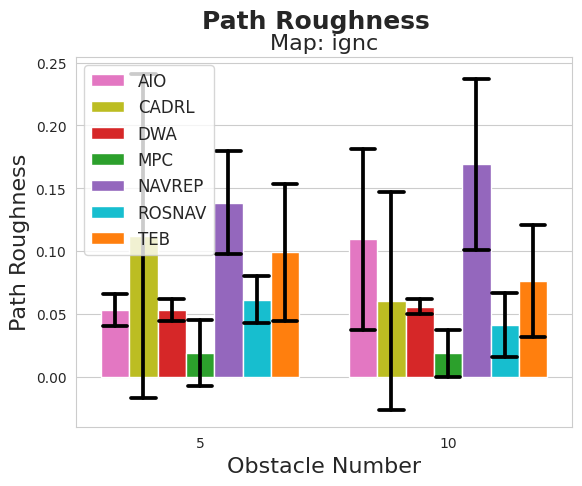 Path Roughness
Map: ignc
0.25
0.20
0.15
0.10
0.05
0.00
Path Roughness
AIO
CADRL
DWA
MPC
NAVREP
ROSNAV
TEB
5
10
Obstacle Number